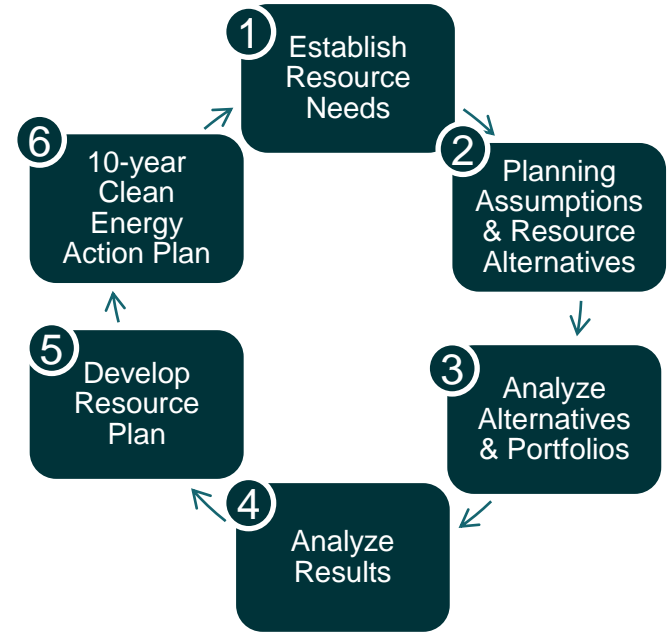 1
Establish
Resource
Needs
2
Planning
Assumptions
& Resource
Alternatives
3
Analyze
Alternatives
& Portfolios
4
Analyze
Results
5
Develop
Resource
Plan
6
10-year
Clean
Energy
Action Plan